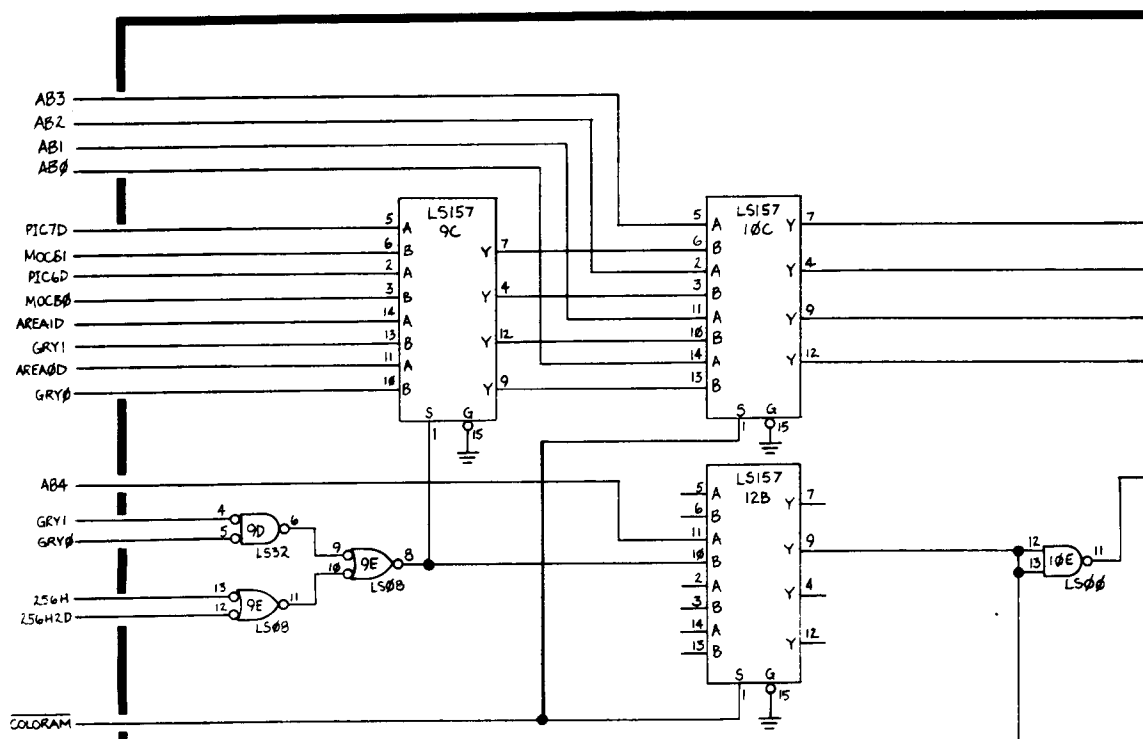 AB3
AB2
AB1
ABØ
PIC7D
MOCB1
PIC6D
MOCBØ
AREA1D
GRY1
AREAØD
GRYØ
5
6
2
3
14
13
11
1Ø
LS157
9C
A
B
A
B
A
B
A
B
Y
Y
Y
Y
S
G
7
4
12
9
1
15
5
6
2
3
11
1Ø
14
13
LS157
1ØC
A
B
A
B
A
B
A
B
Y
Y
Y
Y
S
G
7
4
9
12
1
15
AB4
GRY1
GRYØ
4
5
9D
6
LS32
256H
256H2D
13
12
9E
11
LSØ8
9
1Ø
9E
8
LSØ8
5
6
11
1Ø
2
3
14
13
LS157
12B
A
B
A
B
A
B
A
B
Y
Y
Y
Y
S
G
7
9
4
12
1
15
12
13
1ØE
11
LSØØ
COLORAM